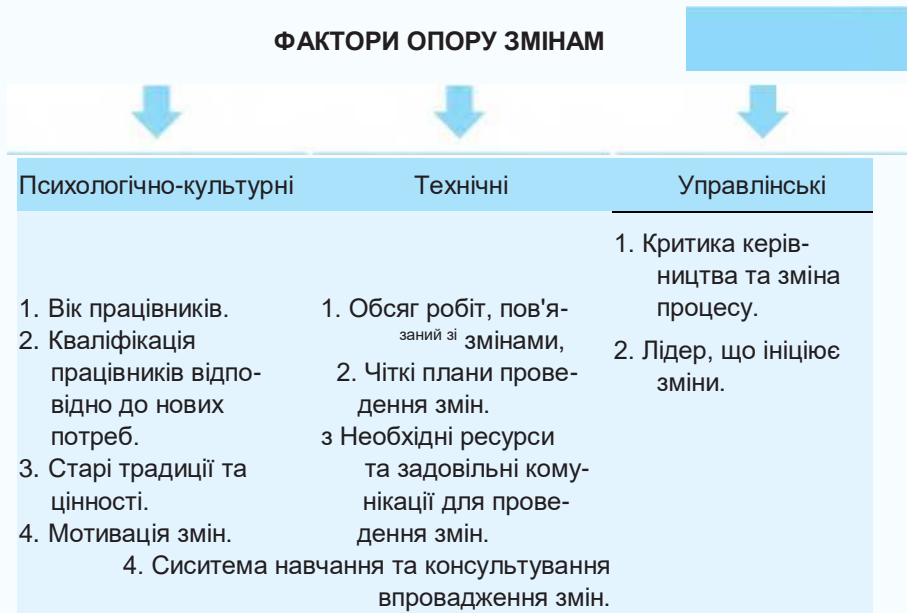 ФАКТОРИ ОПОРУ ЗМІНАМ
Психологічно-культурні
1. Вік працівників.
2. Кваліфікація
працівників відпо-
відно до нових
потреб.
3. Старі традиції та
цінності.
4. Мотивація змін.
Технічні
1. Обсяг робіт, пов'я-
заний зі змінами,
2. Чіткі плани прове-
дення змін.
з Необхідні ресурси
та задовільні кому-
нікації для прове-
дення змін.
4. Сиситема навчання та консультування
впровадження змін.
Управлінські
1. Критика керів-
ництва та зміна
процесу.
2. Лідер, що ініціює
зміни.